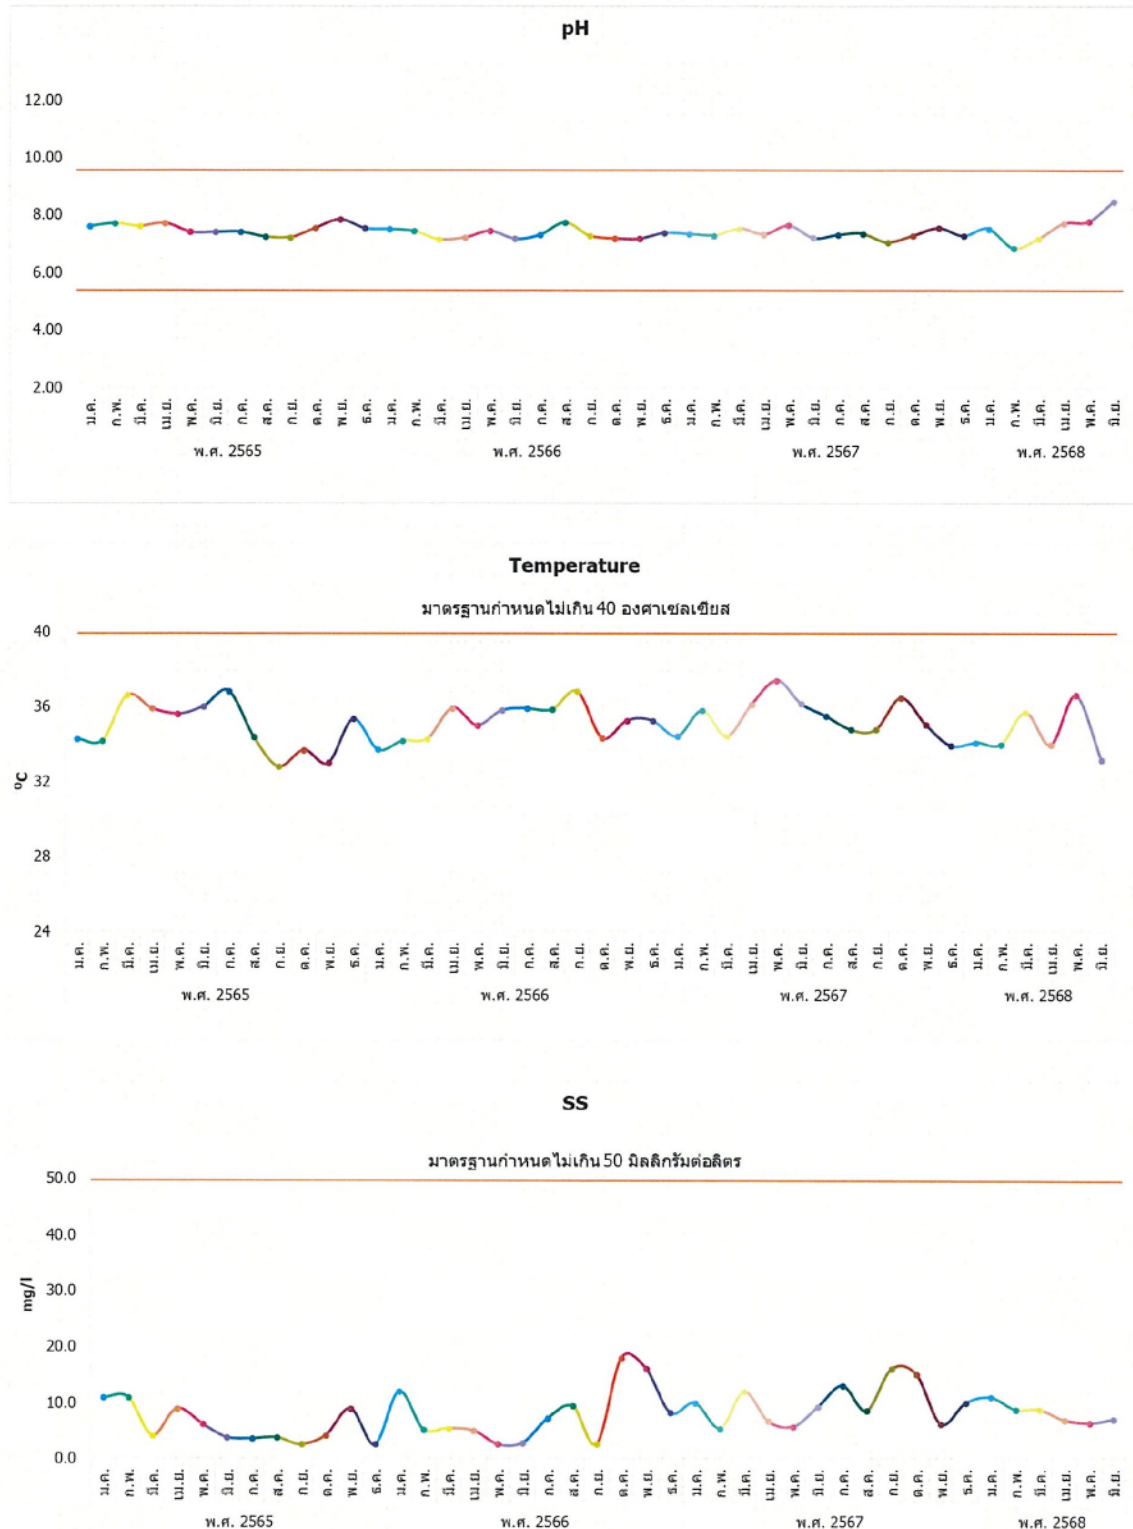 pH
12.00
10.00
8.00
6.00
4.00
2.00
ม.ค. ก.พ. มี.ค. เม.ย. พ.ค. มิ.ย. ก.ค. ส.ค. ก.ย. ต.ค. พ.ย. ธ.ค. ม.ค. ก.พ. มี.ค. เม.ย. พ.ค. มิ.ย. ก.ค. ส.ค. ก.ย. ต.ค. พ.ย. ธ.ค. ม.ค. ก.พ. มี.ค. เม.ย. พ.ค. มิ.ย. ก.ค. ส.ค. ก.ย. ต.ค. พ.ย. ธ.ค. ม.ค. ก.พ. มี.ค. เม.ย. พ.ค. มิ.ย.
พ.ศ. 2565 พ.ศ. 2566 พ.ศ. 2567 พ.ศ. 2568
Temperature
มาตรฐานกำหนดไม่เกิน 40 องศาเซลเซียส
40
36
32
28
24
ºC
ม.ค. ก.พ. มี.ค. เม.ย. พ.ค. มิ.ย. ก.ค. ส.ค. ก.ย. ต.ค. พ.ย. ธ.ค. ม.ค. ก.พ. มี.ค. เม.ย. พ.ค. มิ.ย. ก.ค. ส.ค. ก.ย. ต.ค. พ.ย. ธ.ค. ม.ค. ก.พ. มี.ค. เม.ย. พ.ค. มิ.ย. ก.ค. ส.ค. ก.ย. ต.ค. พ.ย. ธ.ค. ม.ค. ก.พ. มี.ค. เม.ย. พ.ค. มิ.ย.
พ.ศ. 2565 พ.ศ. 2566 พ.ศ. 2567 พ.ศ. 2568
SS
มาตรฐานกำหนดไม่เกิน 50 มิลลิกรัมต่อลิตร
50.0
40.0
30.0
20.0
10.0
0.0
mg/l
ม.ค. ก.พ. มี.ค. เม.ย. พ.ค. มิ.ย. ก.ค. ส.ค. ก.ย. ต.ค. พ.ย. ธ.ค. ม.ค. ก.พ. มี.ค. เม.ย. พ.ค. มิ.ย. ก.ค. ส.ค. ก.ย. ต.ค. พ.ย. ธ.ค. ม.ค. ก.พ. มี.ค. เม.ย. พ.ค. มิ.ย. ก.ค. ส.ค. ก.ย. ต.ค. พ.ย. ธ.ค. ม.ค. ก.พ. มี.ค. เม.ย. พ.ค. มิ.ย.
พ.ศ. 2565 พ.ศ. 2566 พ.ศ. 2567 พ.ศ. 2568